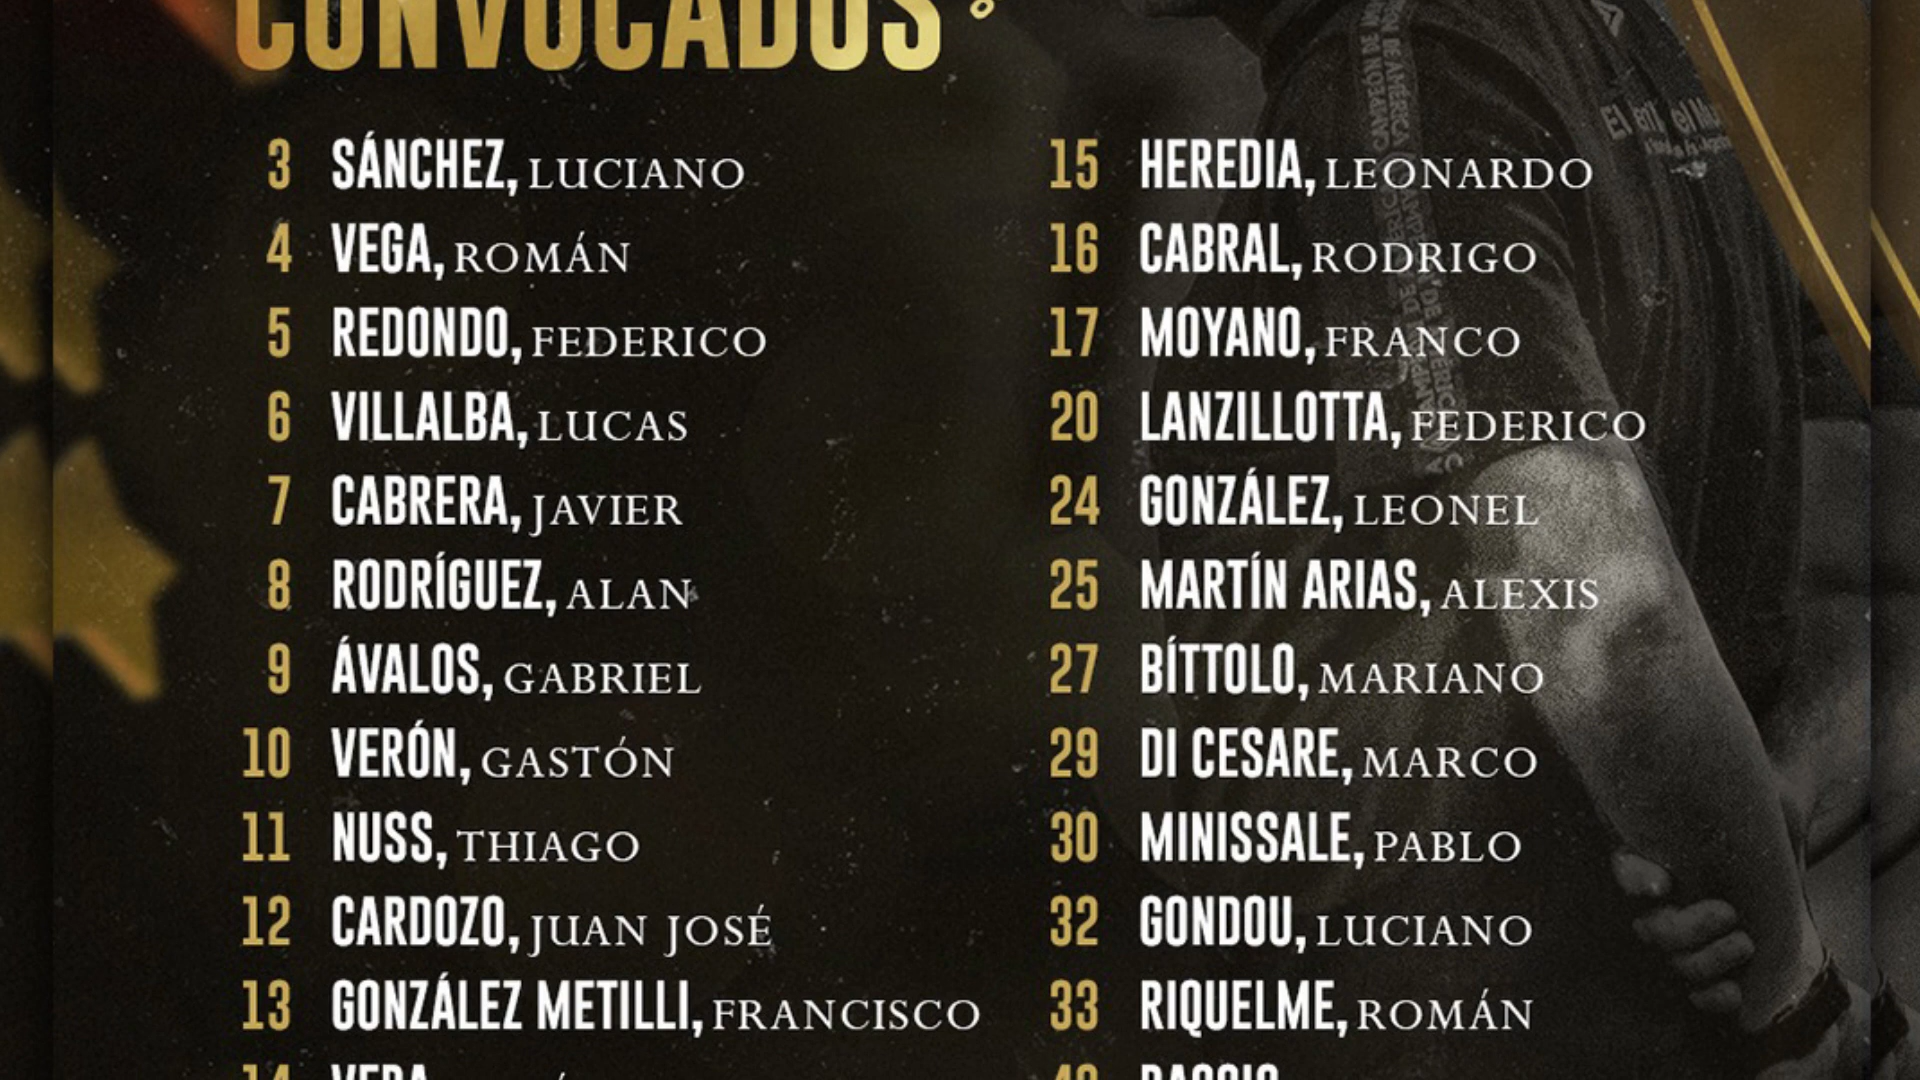 CONVOCADOS
3 SÁNCHEZ, LUCIANO
4 VEGA, ROMÁN
5 REDONDO, FEDERICO
6 VILLALBA, LUCAS
7 CABRERA, JAVIER
8 RODRÍGUEZ, ALAN
9 ÁVALOS, GABRIEL
10 VERÓN, GASTÓN
11 NUSS, THIAGO
12 CARDOZO, JUAN JOSÉ
13 GONZÁLEZ METILLI, FRANCISCO
15 HEREDIA, LEONARDO
16 CABRAL, RODRIGO
17 MOYANO, FRANCO
20 LANZILLOTTA, FEDERICO
24 GONZÁLEZ, LEONEL
25 MARTÍN ARIAS, ALEXIS
27 BÍTTOLO, MARIANO
29 DI CESARE, MARCO
30 MINISSALE, PABLO
32 GONDOU, LUCIANO
33 RIQUELME, ROMÁN